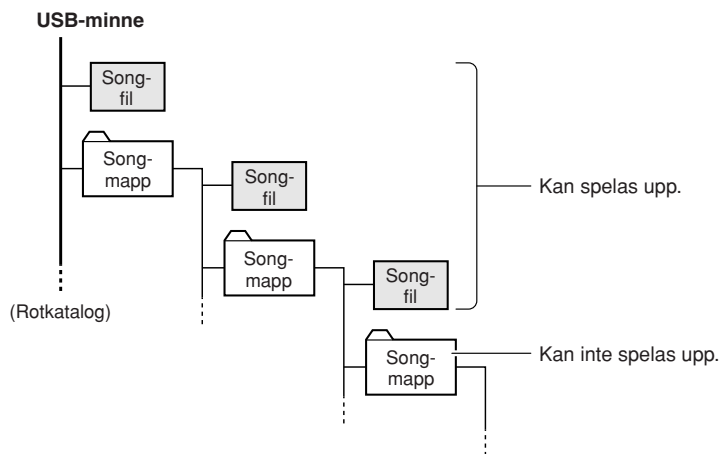 USB-minne
Song-
fil
Song-
mapp
Song-
fil
Kan spelas upp.
Song-
mapp
Song-
fil
(Rotkatalog)
Song-
mapp
Kan inte spelas upp.